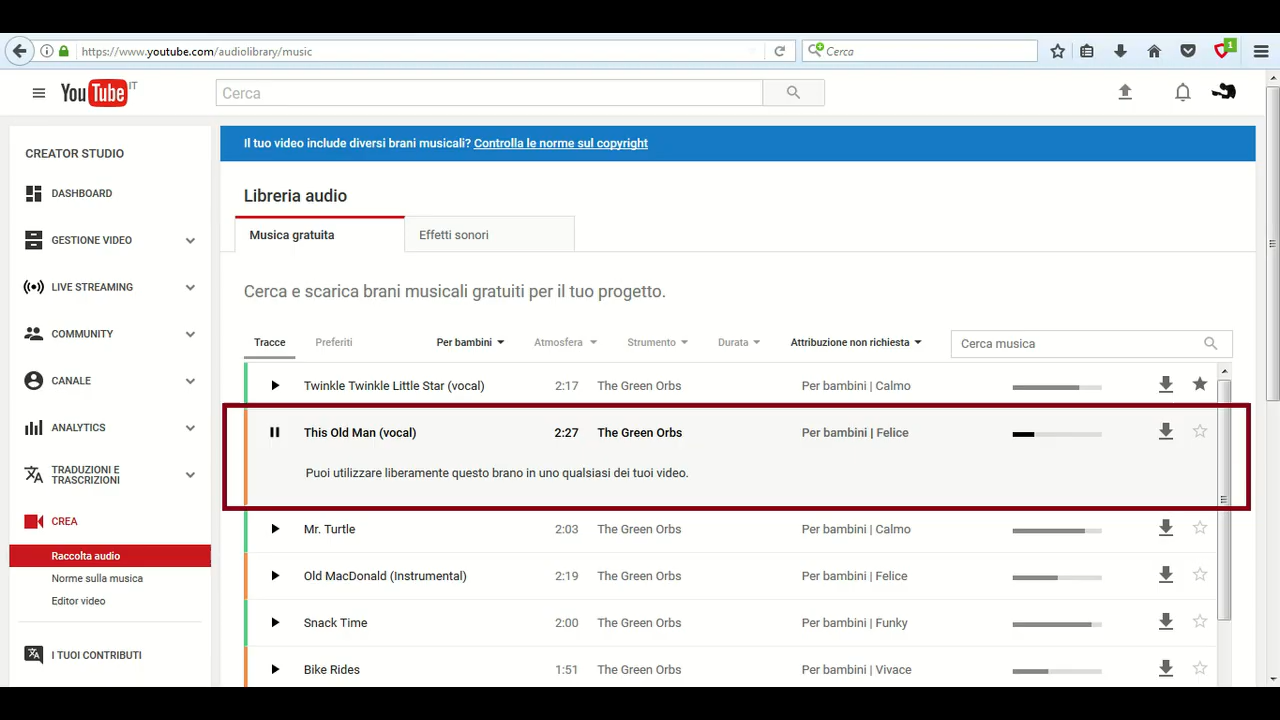 https://www.youtube.com/audiolibrary/music
Cerca
1
YouTube IT
Cerca
CREATOR STUDIO
DASHBOARD
GESTIONE VIDEO
LIVE STREAMING
COMMUNITY
CANALE
ANALYTICS
TRADUZIONI E
TRASCRIZIONI
CREA
Raccolta audio
Norme sulla musica
Editor video
I TUOI CONTRIBUTI
Il tuo video include diversi brani musicali? Controlla le norme sul copyright
Libreria audio
Musica gratuita
Effetti sonori
Cerca e scarica brani musicali gratuiti per il tuo progetto.
Tracce Preferiti Per bambini Atmosfera Strumento Durata Attribuzione non richiesta Cerca musica
Twinkle Twinkle Little Star (vocal) 2:17 The Green Orbs Per bambini | Calmo
This Old Man (vocal) 2:27 The Green Orbs Per bambini | Felice
Puoi utilizzare liberamente questo brano in uno qualsiasi dei tuoi video.
Mr. Turtle 2:03 The Green Orbs Per bambini | Calmo
Old MacDonald (Instrumental) 2:19 The Green Orbs Per bambini | Felice
Snack Time 2:00 The Green Orbs Per bambini | Funky
Bike Rides 1:51 The Green Orbs Per bambini | Vivace